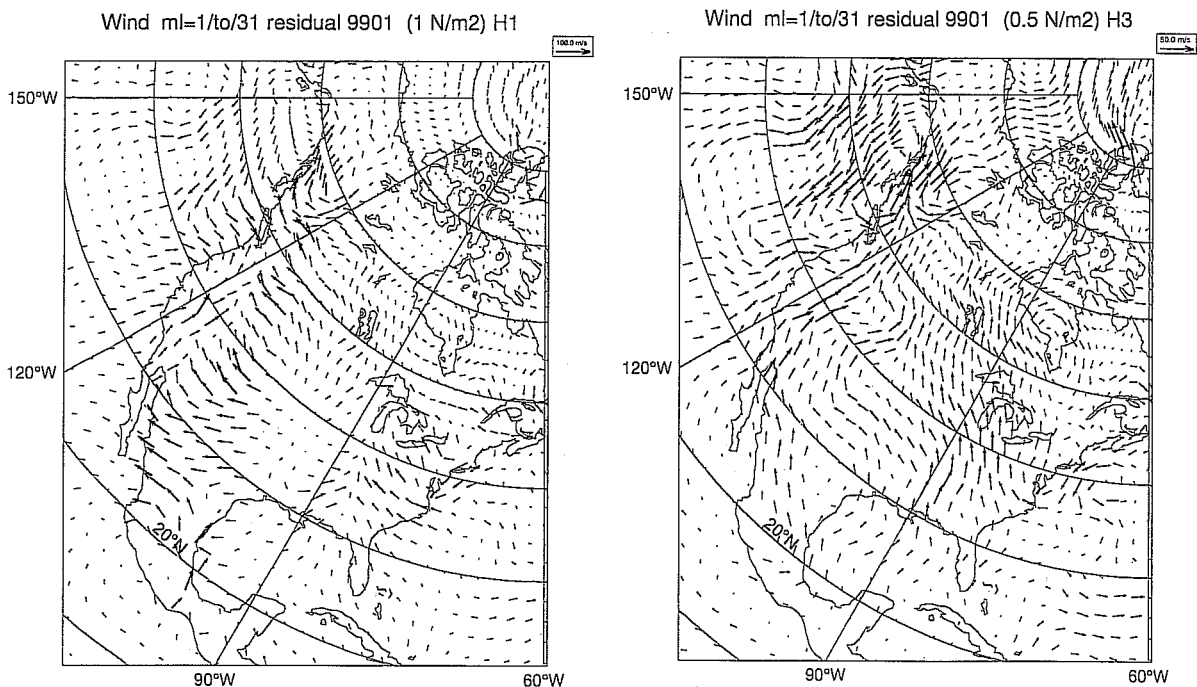 Wind ml=1/to/31 residual 9901 (1 N/m2) H1
100.0 m/s
150°W
120°W
20°N
90°W
60°W
Wind ml=1/to/31 residual 9901 (0.5 N/m2) H3
50.0 m/s
150°W
120°W
20°N
90°W
60°W